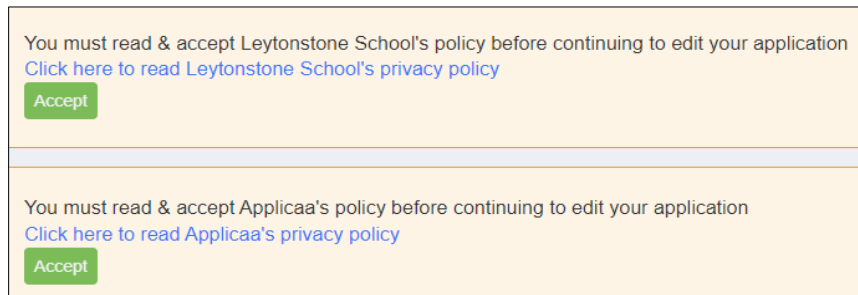 You must read & accept Leytonstone School's policy before continuing to edit your application
Click here to read Leytonstone School's privacy policy
Accept
You must read & accept Applicaa's policy before continuing to edit your application
Click here to read Applicaa's privacy policy
Accept